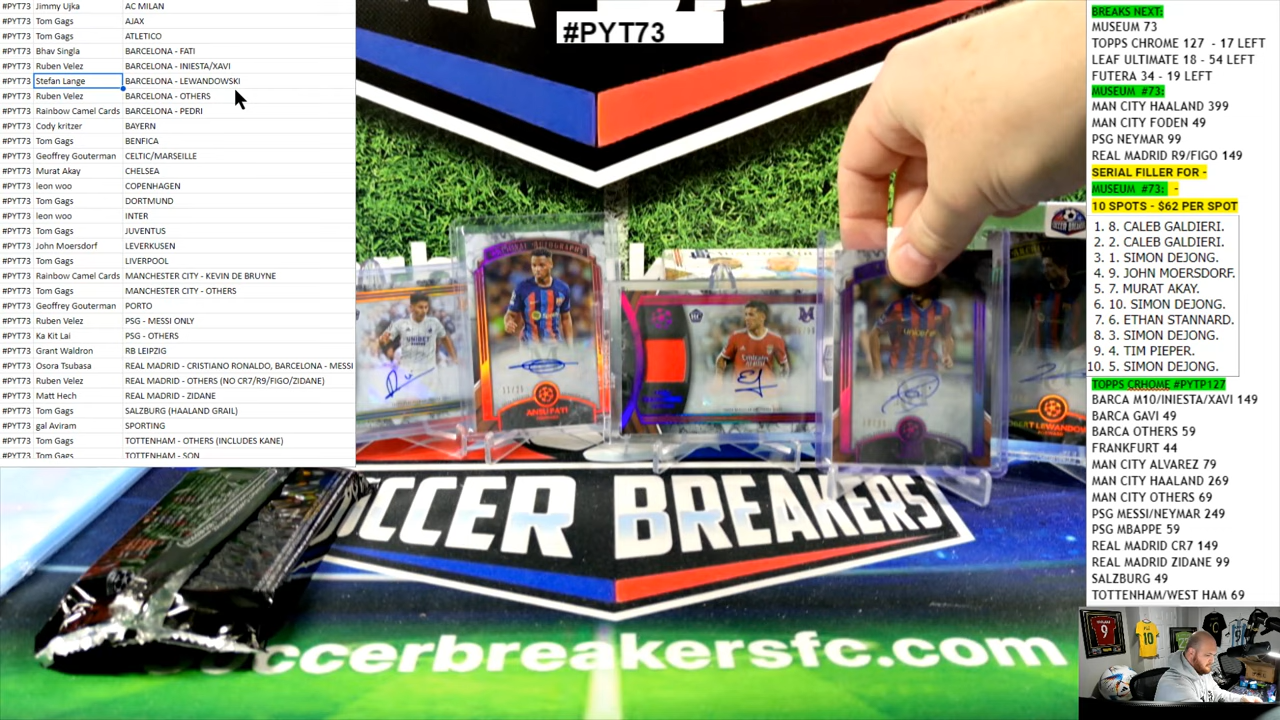 #PYT73 Jimmy Ujka AC MILAN
#PYT73 Tom Gags AJAX
#PYT73 Tom Gags ATLETICO
#PYT73 Bhav Singla BARCELONA - FATI
#PYT73 Ruben Velez BARCELONA - INIESTA/XAVI
#PYT73 Stefan Lange BARCELONA - LEWANDOWSKI
#PYT73 Ruben Velez BARCELONA - OTHERS
#PYT73 Rainbow Camel Cards BARCELONA - PEDRI
#PYT73 Cody kritzer BAYERN
#PYT73 Tom Gags BENFICA
#PYT73 Geoffrey Gouterman CELTIC/MARSEILLE
#PYT73 Murat Akay CHELSEA
#PYT73 leon woo COPENHAGEN
#PYT73 Tom Gags DORTMUND
#PYT73 leon woo INTER
#PYT73 Tom Gags JUVENTUS
#PYT73 John Moersdorf LEVERKUSEN
#PYT73 Tom Gags LIVERPOOL
#PYT73 Rainbow Camel Cards MANCHESTER CITY - KEVIN DE BRUYNE
#PYT73 Tom Gags MANCHESTER CITY - OTHERS
#PYT73 Geoffrey Gouterman PORTO
#PYT73 Ruben Velez PSG - MESSI ONLY
#PYT73 Ka Kit Lai PSG - OTHERS
#PYT73 Grant Waldron RB LEIPZIG
#PYT73 Osora Tsubasa REAL MADRID - CRISTIANO RONALDO, BARCELONA - MESSI
#PYT73 Ruben Velez REAL MADRID - OTHERS (NO CR7/R9/FIGO/ZIDANE)
#PYT73 Matt Hech REAL MADRID - ZIDANE
#PYT73 Tom Gags SALZBURG (HAALAND GRAIL)
#PYT73 gal Aviram SPORTING
#PYT73 Tom Gags TOTTENHAM - OTHERS (INCLUDES KANE)
#PYT73 Tom Gags TOTTENHAM - SON
#PYT73
ANSU FATI
SOCCER BREAKERS
ccerbreakersfc.com
BREAKS NEXT:
MUSEUM 73
TOPPS CHROME 127 - 17 LEFT
LEAF ULTIMATE 18 - 54 LEFT
FUTERA 34 - 19 LEFT
MUSEUM #73:
MAN CITY HAALAND 399
MAN CITY FODEN 49
PSG NEYMAR 99
REAL MADRID R9/FIGO 149
SERIAL FILLER FOR -
MUSEUM #73: -
10 SPOTS - $62 PER SPOT
1. 8. CALEB GALDIERI.
2. 2. CALEB GALDIERI.
3. 1. SIMON DEJONG.
4. 9. JOHN MOERSDORF.
5. 7. MURAT AKAY.
6. 10. SIMON DEJONG.
7. 6. ETHAN STANNARD.
8. 3. SIMON DEJONG.
9. 4. TIM PIEPER.
10. 5. SIMON DEJONG.
TOPPS CRHOME #PYTP127
BARCA M10/INIESTA/XAVI 149
BARCA GAVI 49
BARCA OTHERS 59
FRANKFURT 44
MAN CITY ALVAREZ 79
MAN CITY HAALAND 269
MAN CITY OTHERS 69
PSG MESSI/NEYMAR 249
PSG MBAPPE 59
REAL MADRID CR7 149
REAL MADRID ZIDANE 99
SALZBURG 49
TOTTENHAM/WEST HAM 69